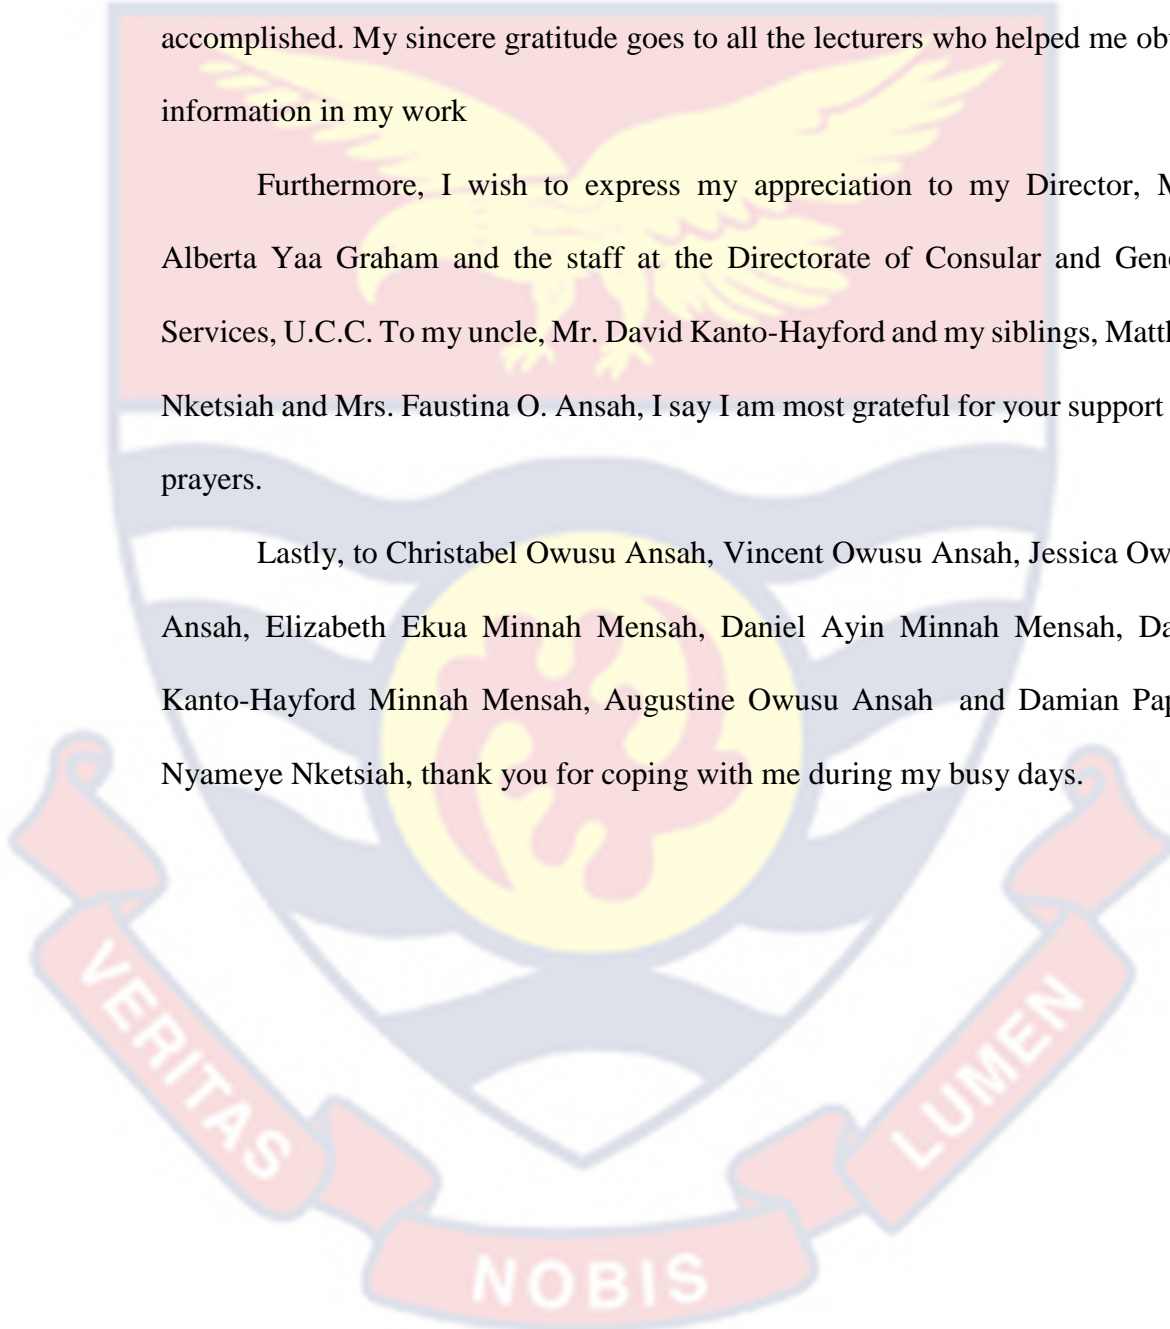 accomplished. My sincere gratitude goes to all the lecturers who helped me
information in my work
Furthermore, I wish to express my appreciation to my Director,
Alberta Yaa Graham and the staff at the Directorate of Consular and
Services, U.C.C. To my uncle, Mr. David Kanto-Hayford and my siblings,
Nketsiah and Mrs. Faustina O. Ansah, I say I am most grateful for your support
prayers.
Lastly, to Christabel Owusu Ansah, Vincent Owusu Ansah, Jessica
Ansah, Elizabeth Ekua Minnah Mensah, Daniel Ayin Minnah Mensah,
Kanto-Hayford Minnah Mensah, Augustine Owusu Ansah and Damian
Nyameye Nketsiah, thank you for coping with me during my busy days.
VERITAS
NOBIS
LUMEN